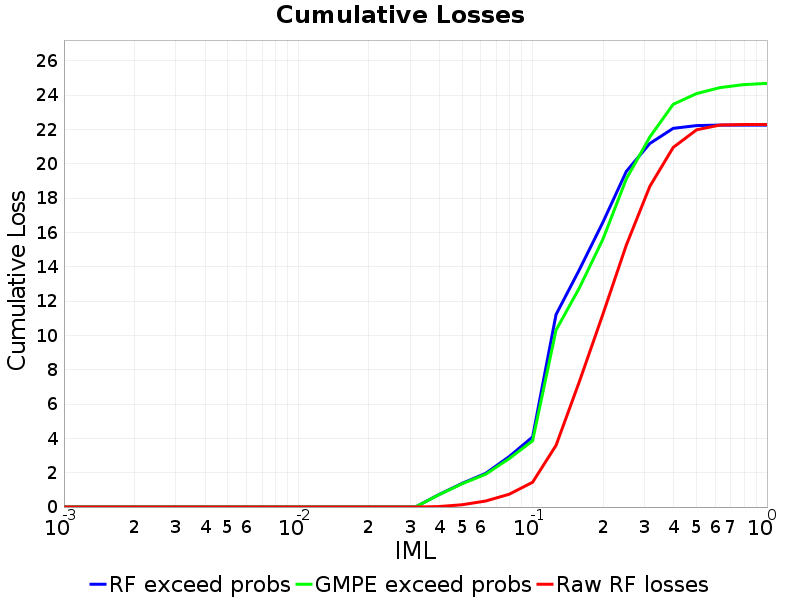 Cumulative Losses
Cumulative Loss
26
24
22
20
18
16
14
12
10
8
6
4
2
0
10^-3 2 3 4 5 6 10^-2 2 3 4 5 6 10^-1 2 3 4 5 6 7 10^0
IML
RF exceed probs GMPE exceed probs Raw RF losses